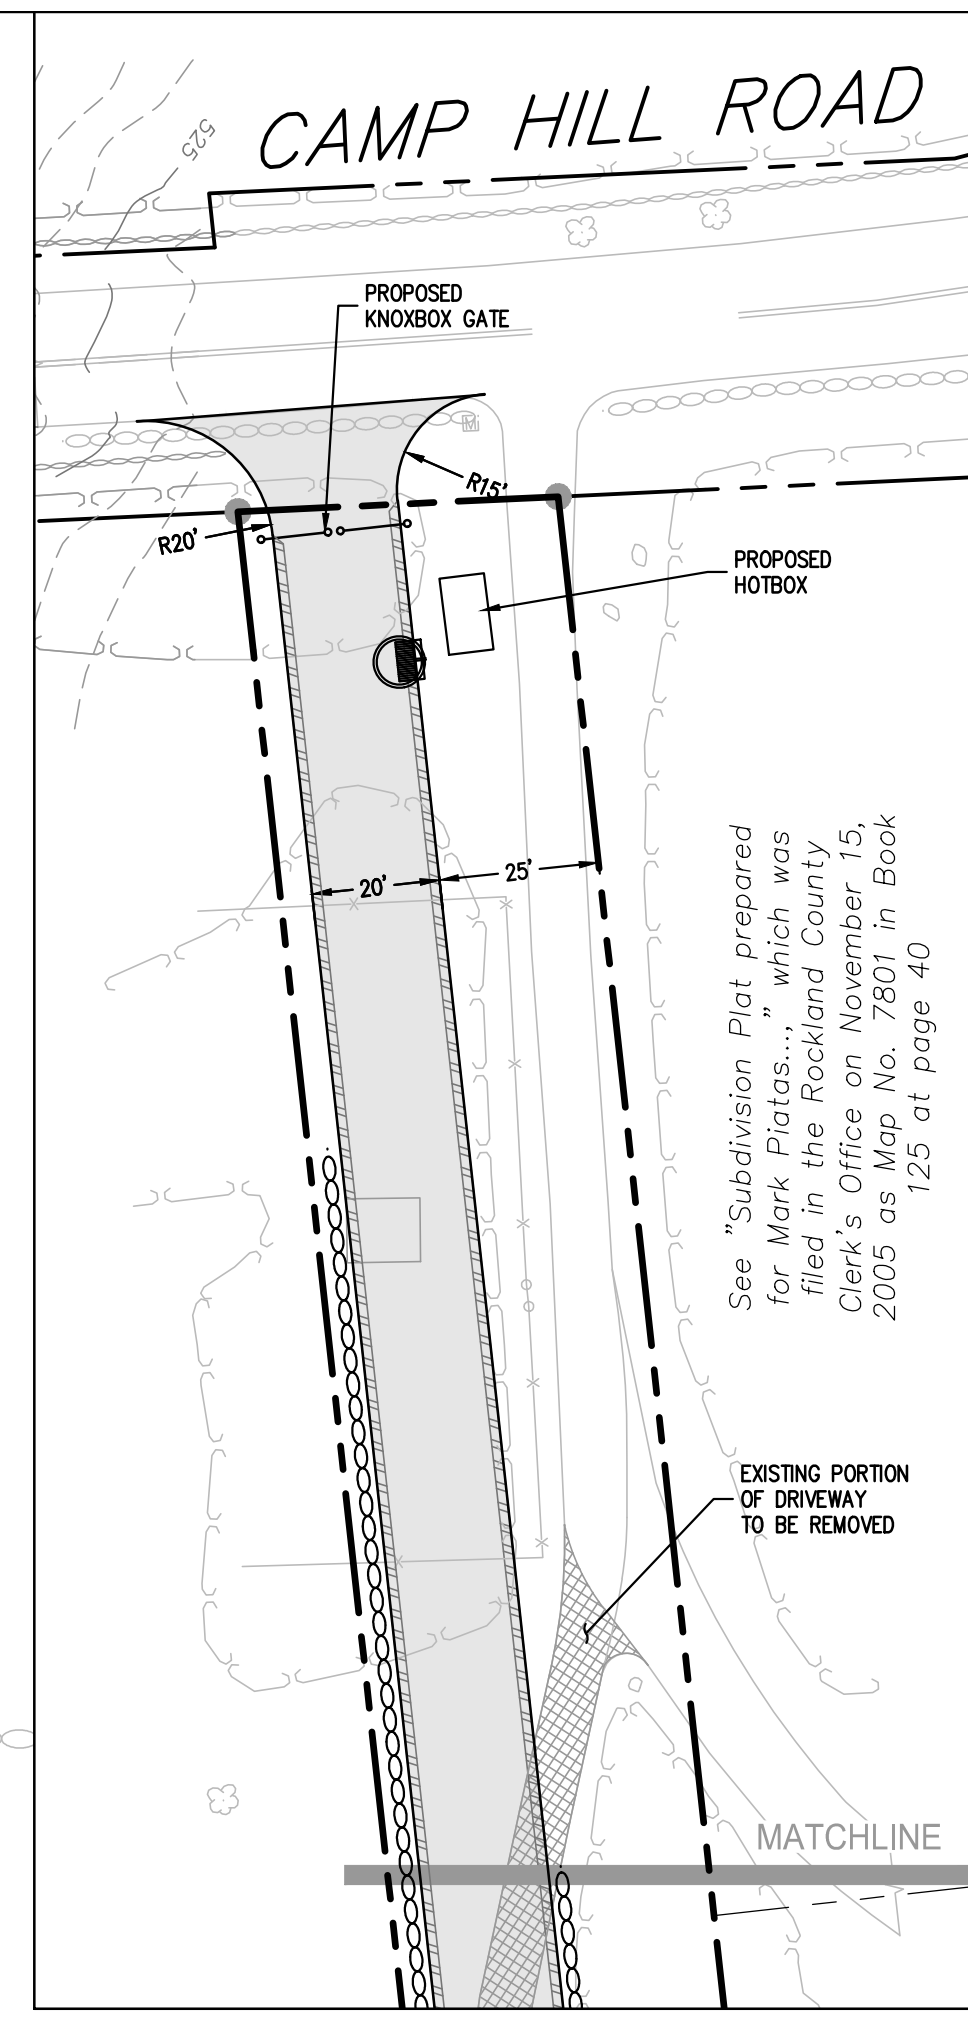 CAMP HILL ROAD
525
PROPOSED
KNOXBOX GATE
R15'
R20'
PROPOSED
HOTBOX
20'
25'
See "Subdivision Plat prepared
for Mark Piatas...," which was
filed in the Rockland County
Clerk's Office on November 15,
2005 as Map No. 7801 in Book
125 at page 40
EXISTING PORTION
OF DRIVEWAY
TO BE REMOVED
MATCHLINE